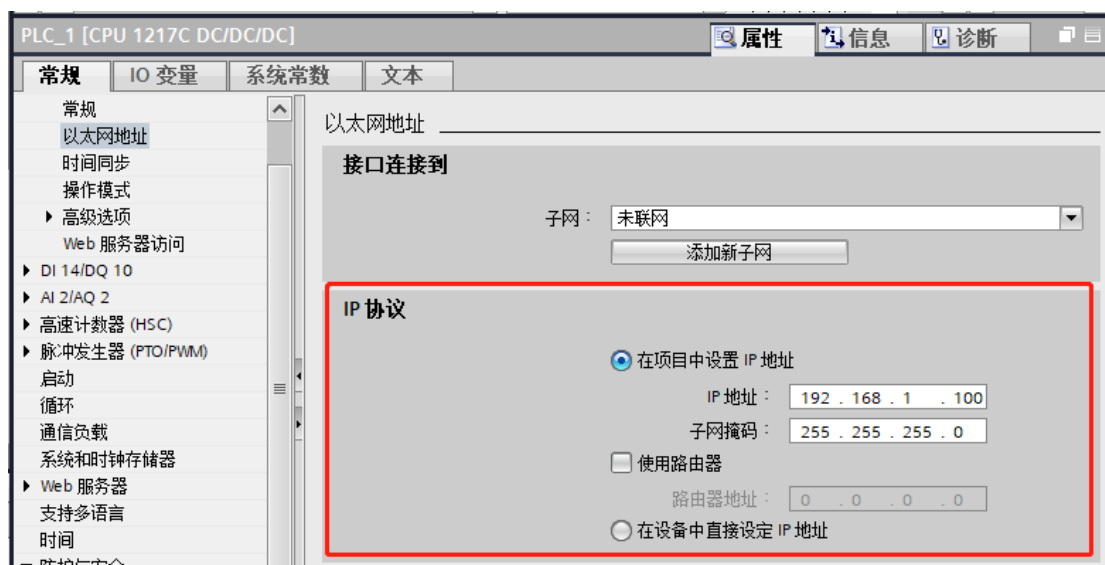 PLC_1 [CPU 1217C DC/DC/DC]
属性
信息
诊断
常规
IO 变量
系统常数
文本
常规
以太网地址
时间同步
操作模式
高级选项
Web 服务器访问
DI 14/DQ 10
AI 2/AQ 2
高速计数器 (HSC)
脉冲发生器 (PTO/PWM)
启动
循环
通信负载
系统和时钟存储器
Web 服务器
支持多语言
时间
以太网地址
接口连接到
子网：
未联网
添加新子网
IP 协议
在项目中设置 IP 地址
IP 地址：
192 . 168 . 1 . 100
子网掩码：
255 . 255 . 255 . 0
使用路由器
路由器地址：
0 . 0 . 0 . 0
在设备中直接设定 IP 地址